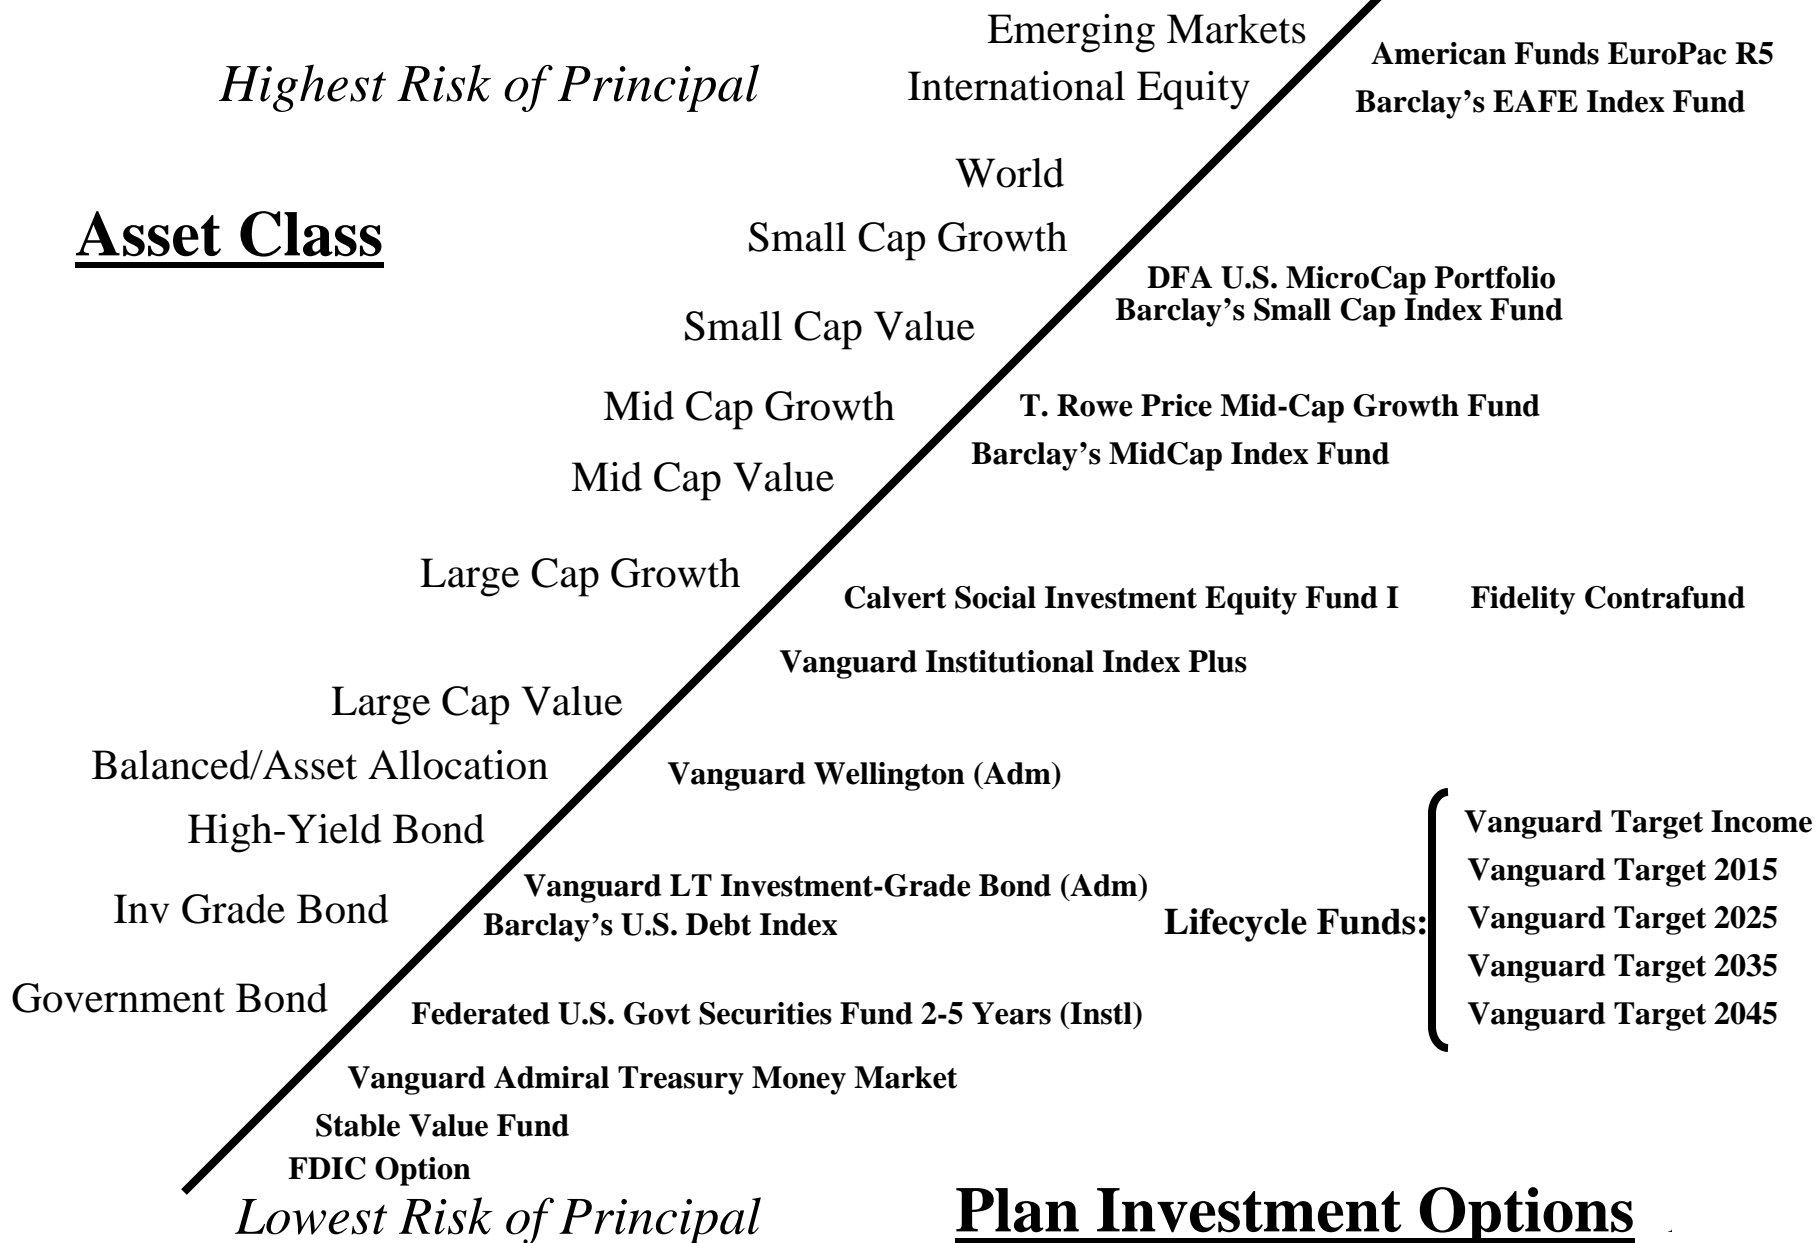 Emerging Markets
American Funds EuroPac R5
Highest Risk of Principal
International Equity
Barclay’s EAFE Index Fund
World
Asset Class
Small Cap Growth
DFA U.S. MicroCap Portfolio
Barclay’s Small Cap Index Fund
Small Cap Value
Mid Cap Growth
T. Rowe Price Mid-Cap Growth Fund
Barclay’s MidCap Index Fund
Mid Cap Value
Large Cap Growth
Calvert Social Investment Equity Fund I
Fidelity Contrafund
Vanguard Institutional Index Plus
Large Cap Value
Balanced/Asset Allocation
Vanguard Wellington (Adm)
High-Yield Bond
Vanguard LT Investment-Grade Bond (Adm)
Inv Grade Bond
Barclay’s U.S. Debt Index
Lifecycle Funds:
Vanguard Target Income
Vanguard Target 2015
Vanguard Target 2025
Vanguard Target 2035
Vanguard Target 2045
Government Bond
Federated U.S. Govt Securities Fund 2-5 Years (Instl)
Vanguard Admiral Treasury Money Market
Stable Value Fund
FDIC Option
Lowest Risk of Principal
Plan Investment Options